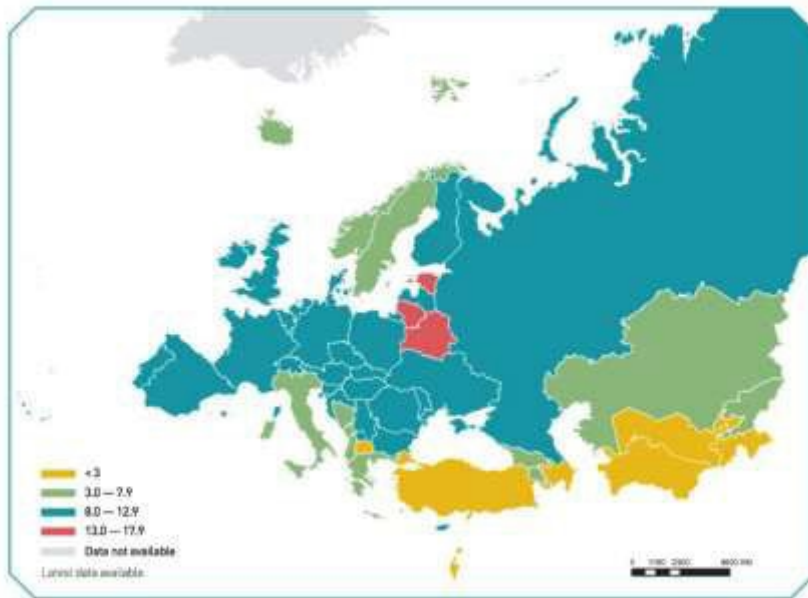 < 3
3.0 — 7.9
8.0 — 12.9
13.0 — 17.9
Data not available
Latest data available.
0